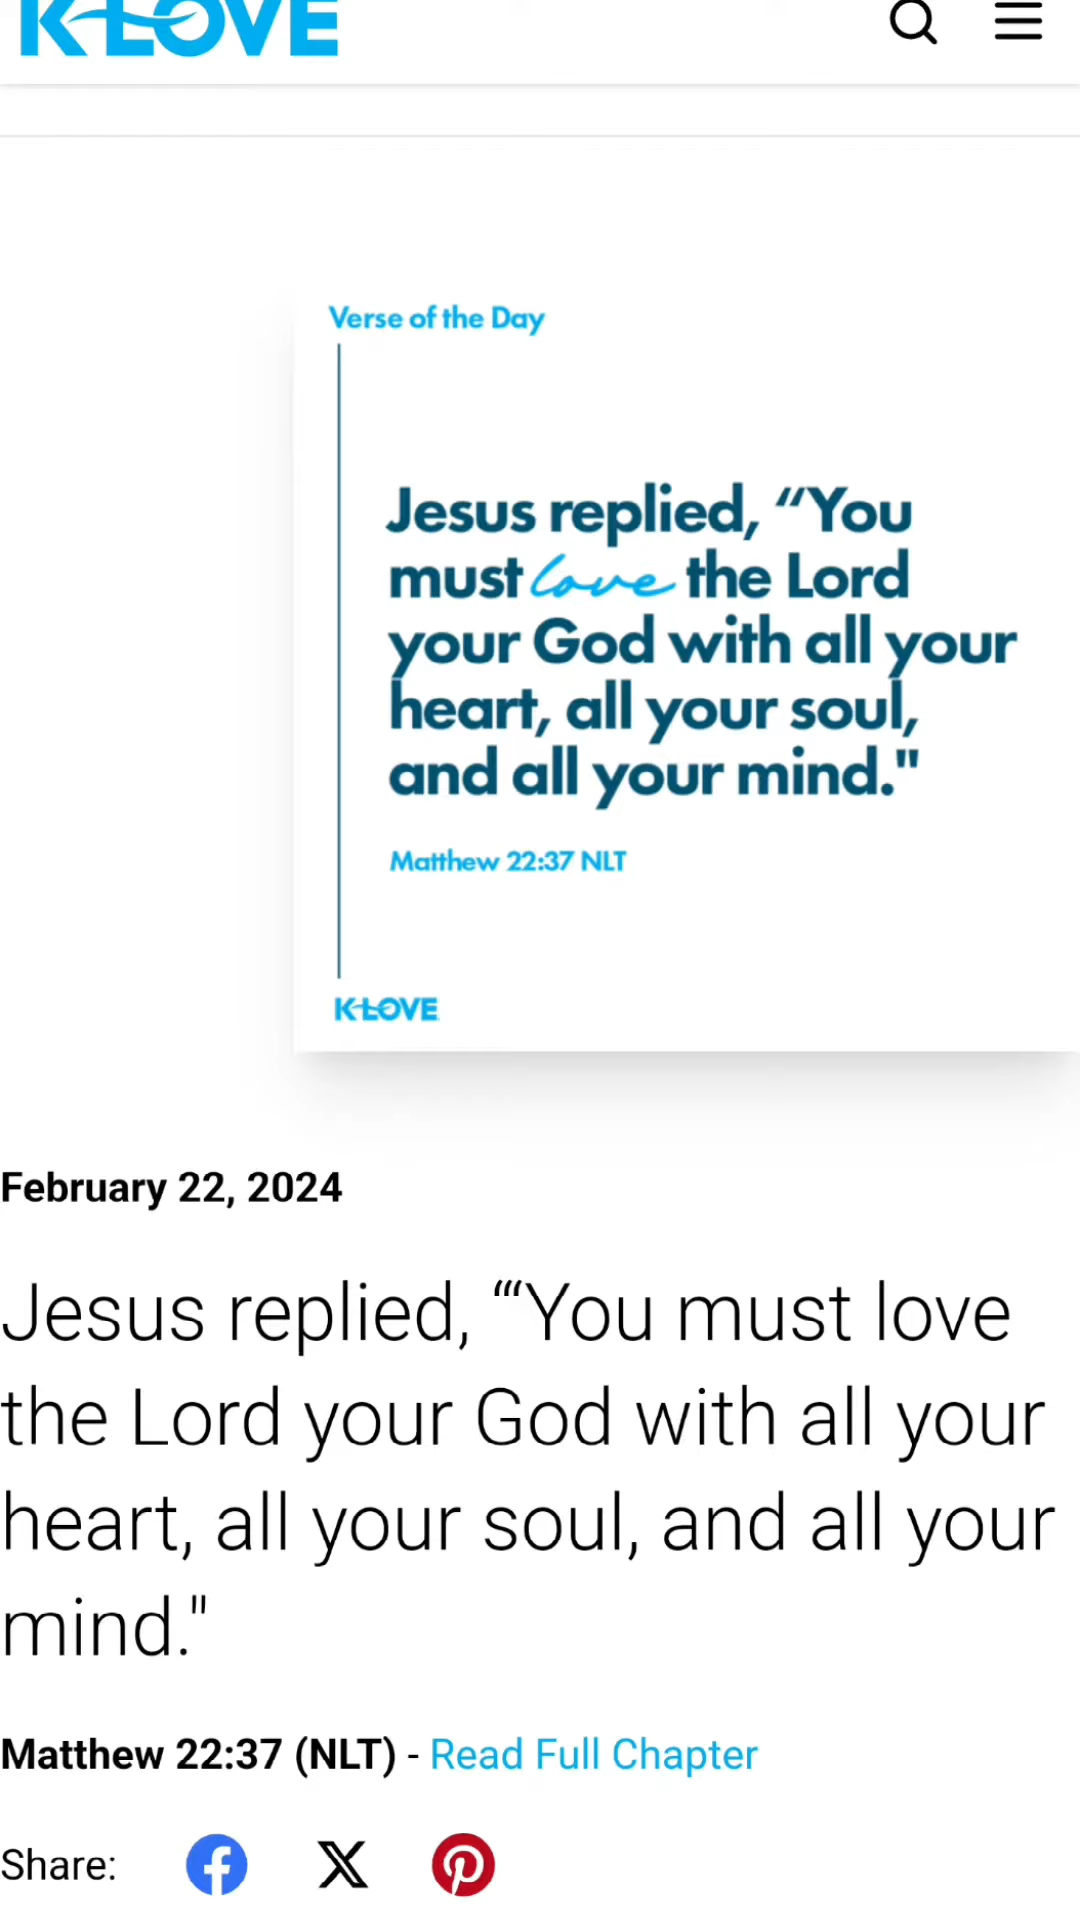 K-LOVE
Verse of the Day
Jesus replied, “You
must love the Lord
your God with all your
heart, all your soul,
and all your mind."
Matthew 22:37 NLT
K-LOVE
February 22, 2024
Jesus replied, “‘You must love
the Lord your God with all your
heart, all your soul, and all your
mind."
Matthew 22:37 (NLT) - Read Full Chapter
Share: